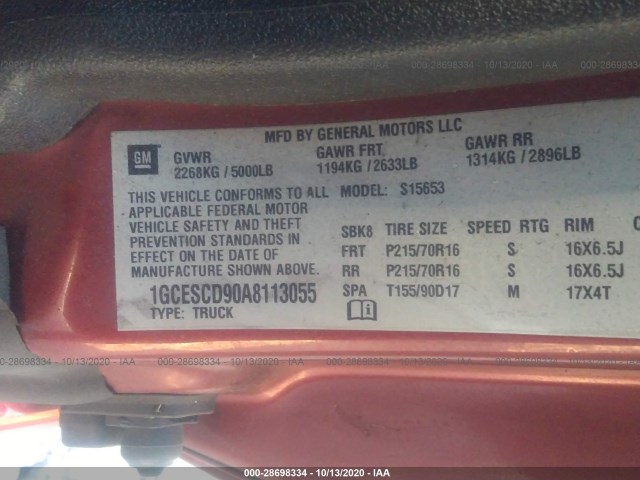 000-28698334 | 10/13/2020 | IAA
MFD BY GENERAL MOTORS LLC
GM
GVWR GAWR FRT GAWR RR
2268KG / 5000LB 1194KG / 2633LB 1314KG / 2896LB
THIS VEHICLE CONFORMS TO ALL MODEL: S15653
APPLICABLE FEDERAL MOTOR
VEHICLE SAFETY AND THEFT
PREVENTION STANDARDS IN
EFFECT ON THE DATE OF
MANUFACTURE SHOWN ABOVE.
1GCESCD90A8113055
TYPE: TRUCK
SBK8 TIRE SIZE SPEED RTG RIM
FRT P215/70R16 S 16X6.5J
RR P215/70R16 S 16X6.5J
SPA T155/90D17 M 17X4T
000-28698334 | 10/13/2020 | IAA
000-28698334 | 10/13/2020 | IAA